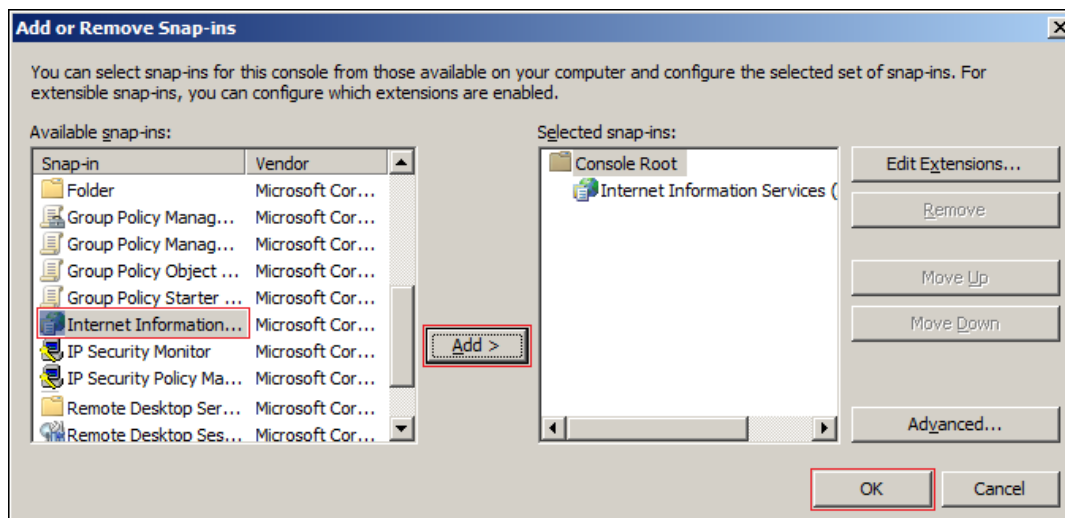 Add or Remove Snap-ins
You can select snap-ins for this console from those available on your computer and configure the selected set of snap-ins. For
extensible snap-ins, you can configure which extensions are enabled.
Available snap-ins:
Snap-in Vendor
Folder Microsoft Cor...
Group Policy Manag... Microsoft Cor...
Group Policy Manag... Microsoft Cor...
Group Policy Object ... Microsoft Cor...
Group Policy Starter ... Microsoft Cor...
Internet Information... Microsoft Cor...
IP Security Monitor Microsoft Cor...
IP Security Policy Ma... Microsoft Cor...
Remote Desktop Ser... Microsoft Cor...
Remote Desktop Ses... Microsoft Cor...
Add >
Selected snap-ins:
Console Root
Internet Information Services (
Edit Extensions...
Remove
Move Up
Move Down
Advanced...
OK
Cancel